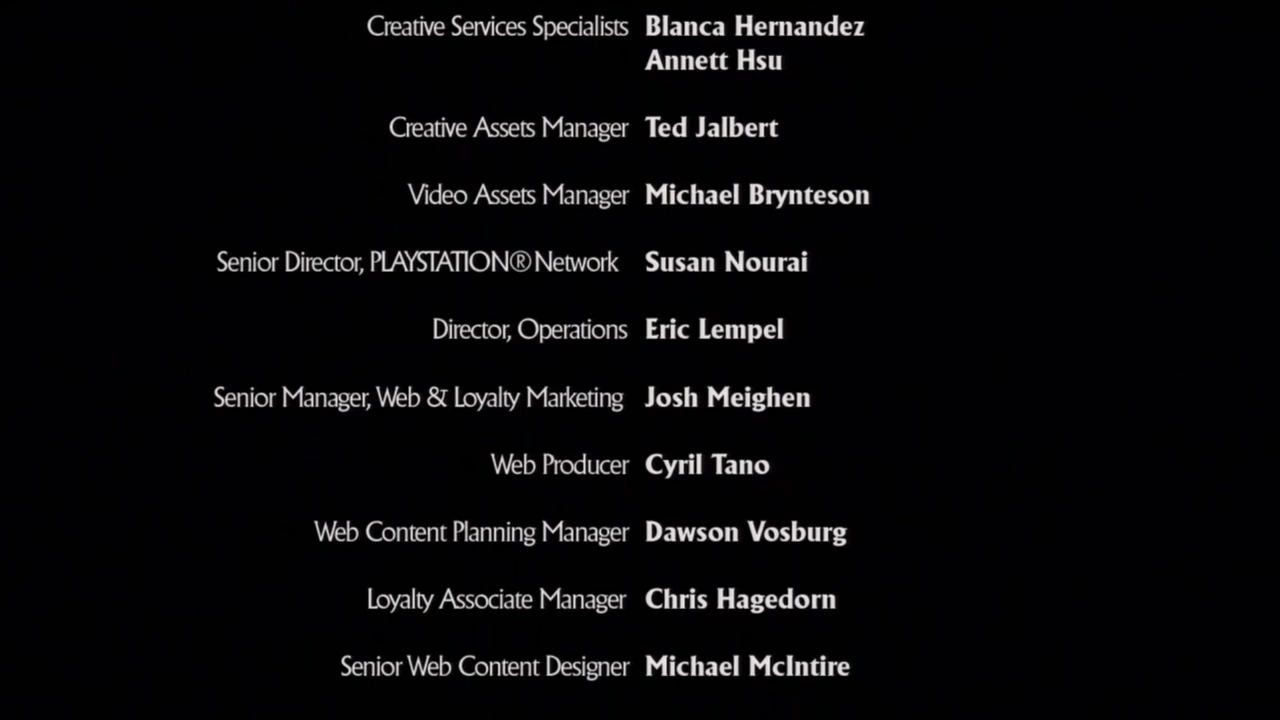 Creative Services Specialists Blanca Hernandez
Annett Hsu
Creative Assets Manager Ted Jalbert
Video Assets Manager Michael Brynteson
Senior Director, PLAYSTATION® Network Susan Nourai
Director, Operations Eric Lempel
Senior Manager, Web & Loyalty Marketing Josh Meighen
Web Producer Cyril Tano
Web Content Planning Manager Dawson Vosburg
Loyalty Associate Manager Chris Hagedorn
Senior Web Content Designer Michael McIntire